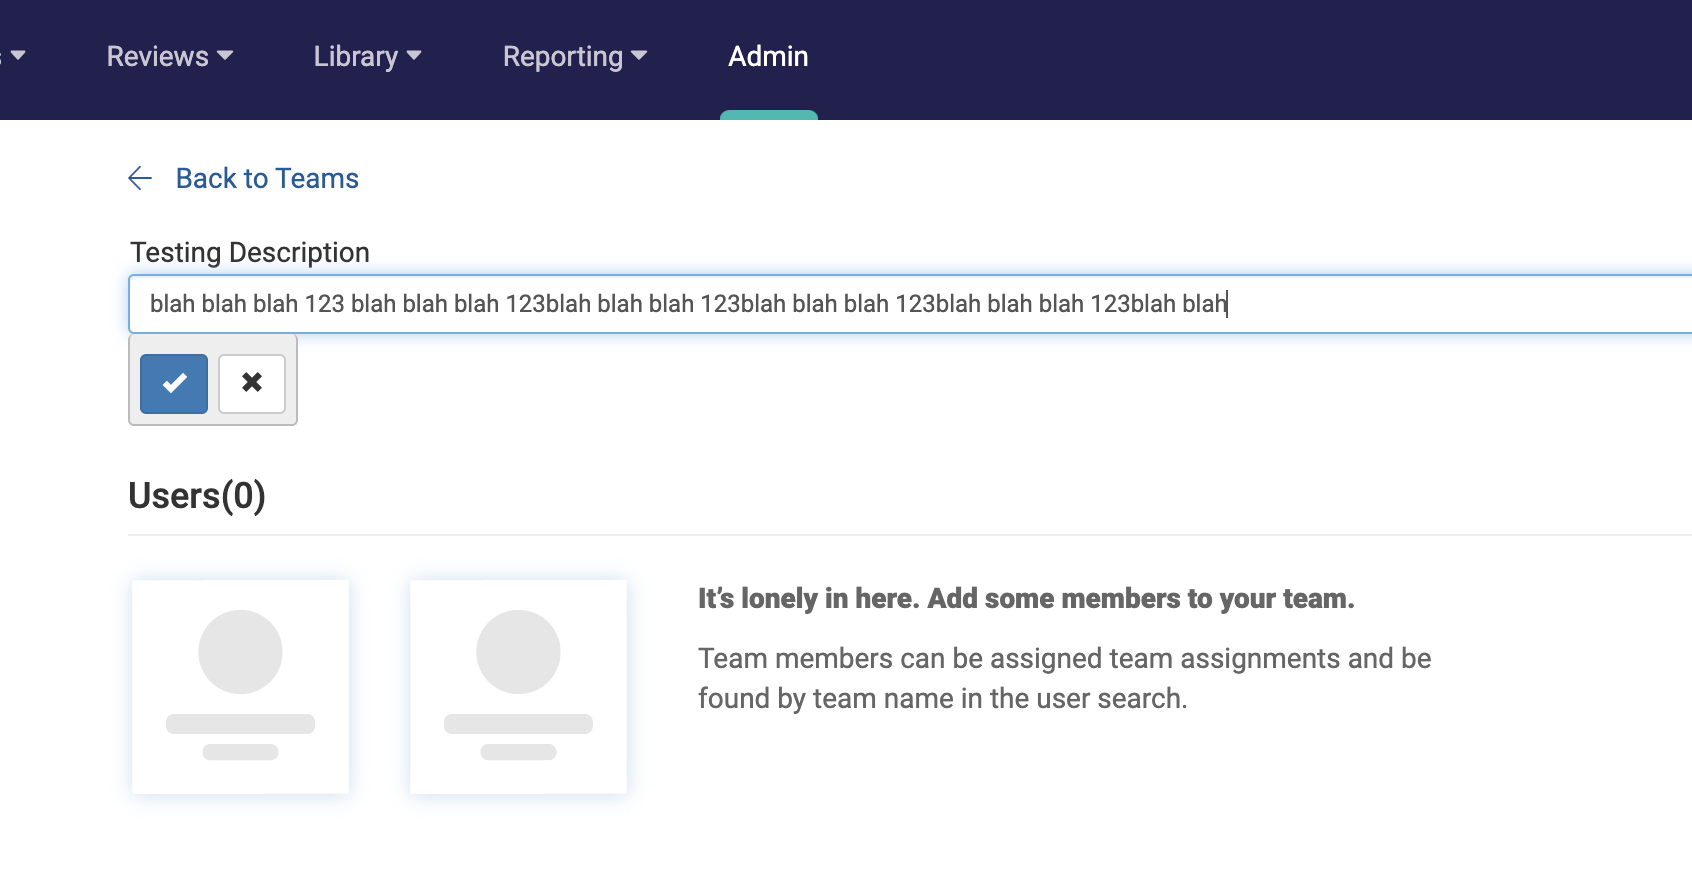 Reviews Library Reporting Admin
Back to Teams
Testing Description
blah blah blah 123 blah blah blah 123blah blah blah 123blah blah blah 123blah blah blah 123blah blah
Users(0)
It’s lonely in here. Add some members to your team.
Team members can be assigned team assignments and be
found by team name in the user search.